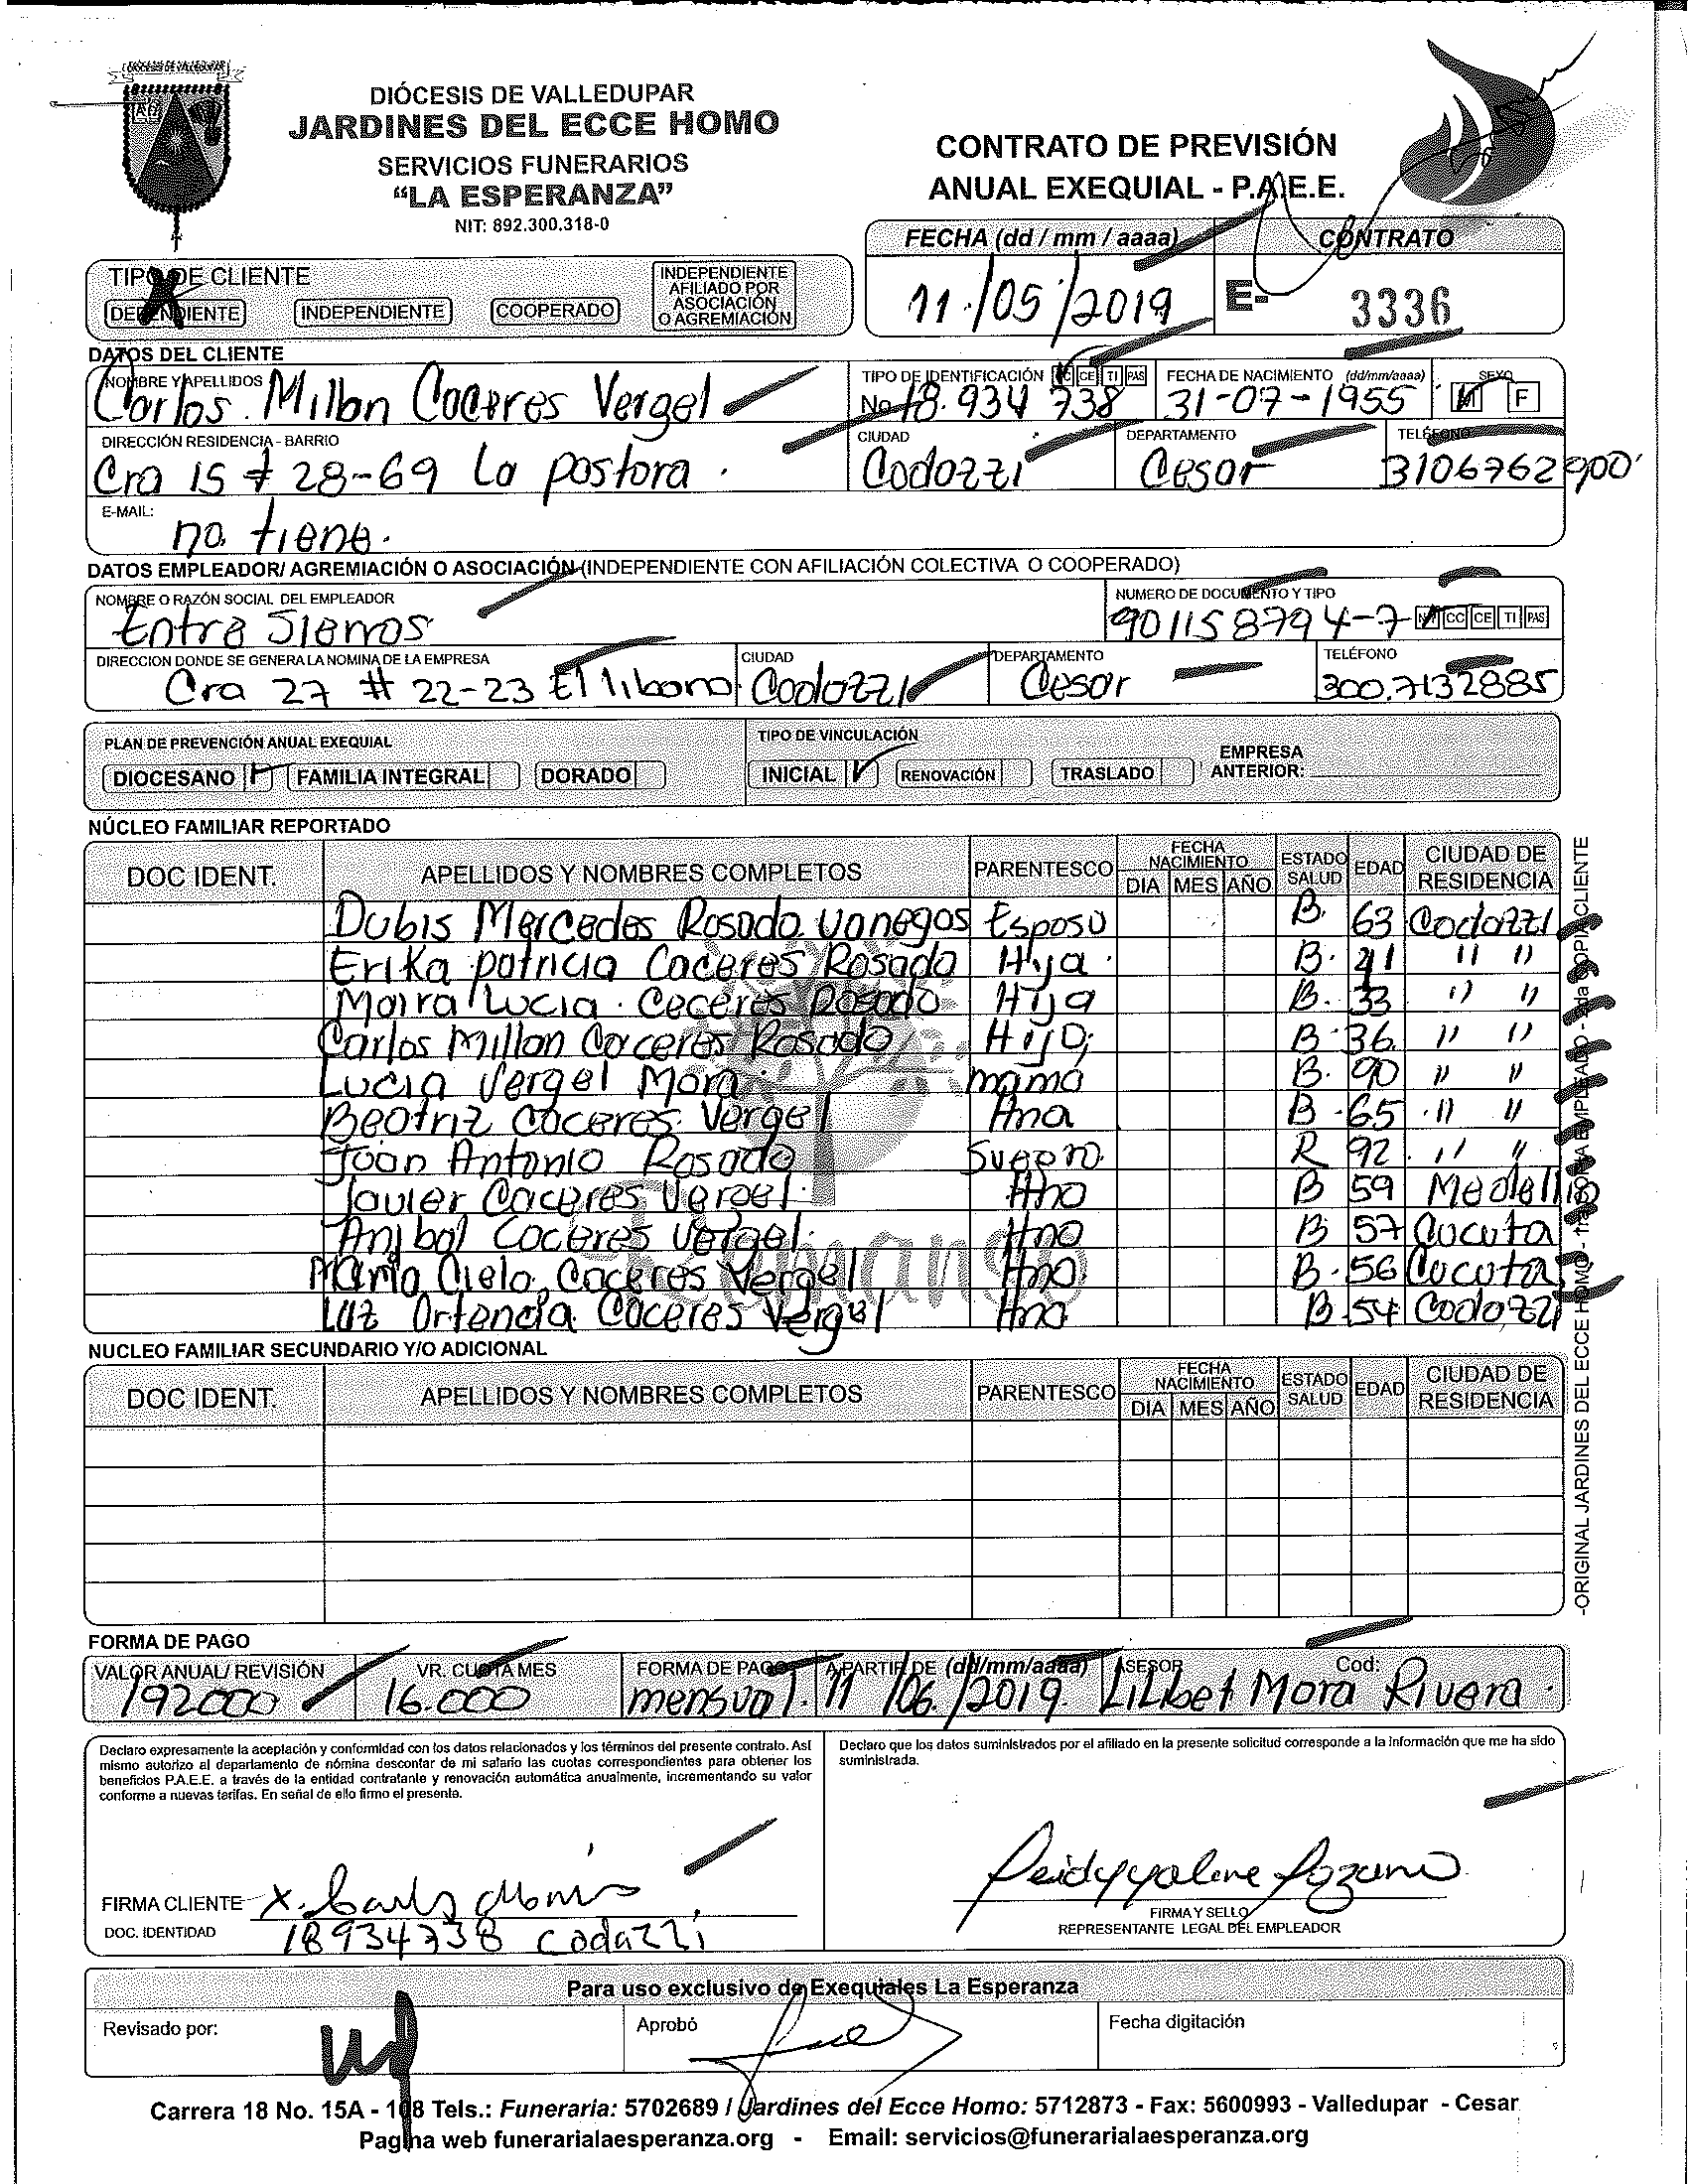 DIÓCESIS DE VALLEDUPAR
DIÓCESIS DE VALLEDUPAR
JARDINES DEL ECCE HOMO
SERVICIOS FUNERARIOS
“LA ESPERANZA”
NIT: 892.300.318-0
CONTRATO DE PREVISIÓN
ANUAL EXEQUIAL - P.A.E.E.
FECHA (dd / mm / aaaa) CONTRATO
11/05/2019 E- 3336
TIPO DE CLIENTE
DEPENDIENTE INDEPENDIENTE COOPERADO INDEPENDIENTE AFILIADO POR ASOCIACIÓN O AGREMIACIÓN
DATOS DEL CLIENTE
NOMBRE Y APELLIDOS TIPO DE IDENTIFICACIÓN CC CE TI PAS FECHA DE NACIMIENTO (dd/mm/aaaa) SEXO
Carlos Millan Caceres Vergel No. 18.934 738 31-07-1955 M F
DIRECCIÓN RESIDENCIA - BARRIO CIUDAD DEPARTAMENTO TELÉFONO
Cra 15 # 28-69 La pastora. Codazzi Cesar 3106762900
E-MAIL:
no tiene.
DATOS EMPLEADOR/ AGREMIACIÓN O ASOCIACIÓN (INDEPENDIENTE CON AFILIACIÓN COLECTIVA O COOPERADO)
NOMBRE O RAZÓN SOCIAL DEL EMPLEADOR NUMERO DE DOCUMENTO Y TIPO
Entre Sierras 901158794-7 NIT CC CE TI PAS
DIRECCION DONDE SE GENERA LA NOMINA DE LA EMPRESA CIUDAD DEPARTAMENTO TELÉFONO
Cra 27 # 22-23 El libano. Codazzi Cesar 300.7132885
PLAN DE PREVENCIÓN ANUAL EXEQUIAL TIPO DE VINCULACIÓN
DIOCESANO FAMILIA INTEGRAL DORADO INICIAL RENOVACIÓN TRASLADO EMPRESA ANTERIOR:
NÚCLEO FAMILIAR REPORTADO
DOC IDENT. APELLIDOS Y NOMBRES COMPLETOS PARENTESCO FECHA NACIMIENTO DIA MES AÑO ESTADO SALUD EDAD CIUDAD DE RESIDENCIA
Dubis Mercedes Rosado vanegas Esposa B. 63 Codazzi
Erika patricia Caceres Rosado Hija B. 41 " "
Maira Lucia. Ceceres Rosado Hija B. 33 " "
Carlos Millan Caceres Rosado Hijo B 36. " "
Lucia Vergel Mora mamá B. 90 " "
Beatriz Caceres Vergel Hna B 65 " "
Juan Antonio Rosado Suegro. R 92 " "
Javier Caceres Vergel. Hno B 59 Medellin
Anibal Caceres Vergel. Hno B 57 Cucuta
Maria Cielo. Caceres Vergel Hna. B 56 Cucuta
Luz Ortencia Caceres Vergel Hna B 54 Codazzi
NUCLEO FAMILIAR SECUNDARIO Y/O ADICIONAL
DOC IDENT. APELLIDOS Y NOMBRES COMPLETOS PARENTESCO FECHA NACIMIENTO DIA MES AÑO ESTADO SALUD EDAD CIUDAD DE RESIDENCIA
-ORIGINAL JARDINES DEL ECCE HOMO - COPIA CLIENTE
FORMA DE PAGO
VALOR ANUAL/ REVISIÓN VR. CUOTA MES FORMA DE PAGO A PARTIR DE (dd/mm/aaaa) ASESOR Cod:
192000 16.000 mensual. 11/06/2019. LiLibet Mora Rivera.
Declaro expresamente la aceptación y conformidad con los datos relacionados y los términos del presente contrato. Así
mismo autorizo al departamento de nómina descontar de mi salario las cuotas correspondientes para obtener los
beneficios P.A.E.E. a través de la entidad contratante y renovación automática anualmente, incrementando su valor
conforme a nuevas tarifas. En señal de ello firmo el presente.
Declaro que los datos suministrados por el afiliado en la presente solicitud corresponde a la información que me ha sido
suministrada.
FIRMA CLIENTE X.
DOC. IDENTIDAD 18934738 codazzi
FIRMA Y SELLO
REPRESENTANTE LEGAL DEL EMPLEADOR
Para uso exclusivo de Exequiales La Esperanza
Revisado por: Aprobó Fecha digitación
Carrera 18 No. 15A - 108 Tels.: Funeraria: 5702689 / Jardines del Ecce Homo: 5712873 - Fax: 5600993 - Valledupar - Cesar
Pagina web funerarialaesperanza.org - Email: servicios@funerarialaesperanza.org